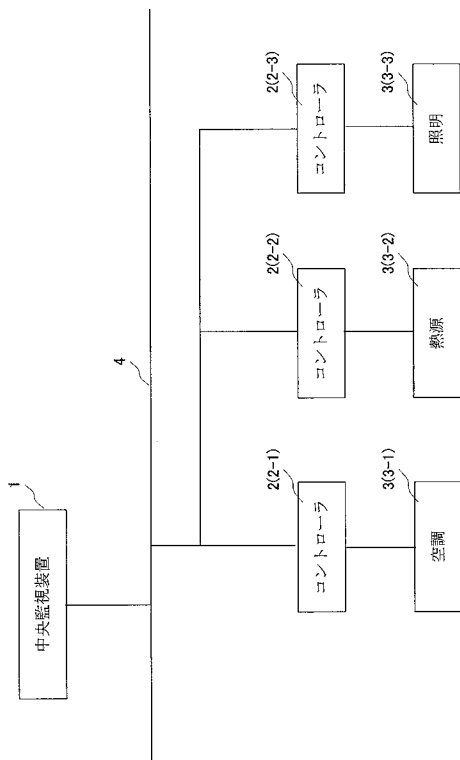 1
中央監視装置
4
2(2-1)
コントローラ
2(2-2)
コントローラ
2(2-3)
コントローラ
3(3-1)
空調
3(3-2)
熱源
3(3-3)
照明